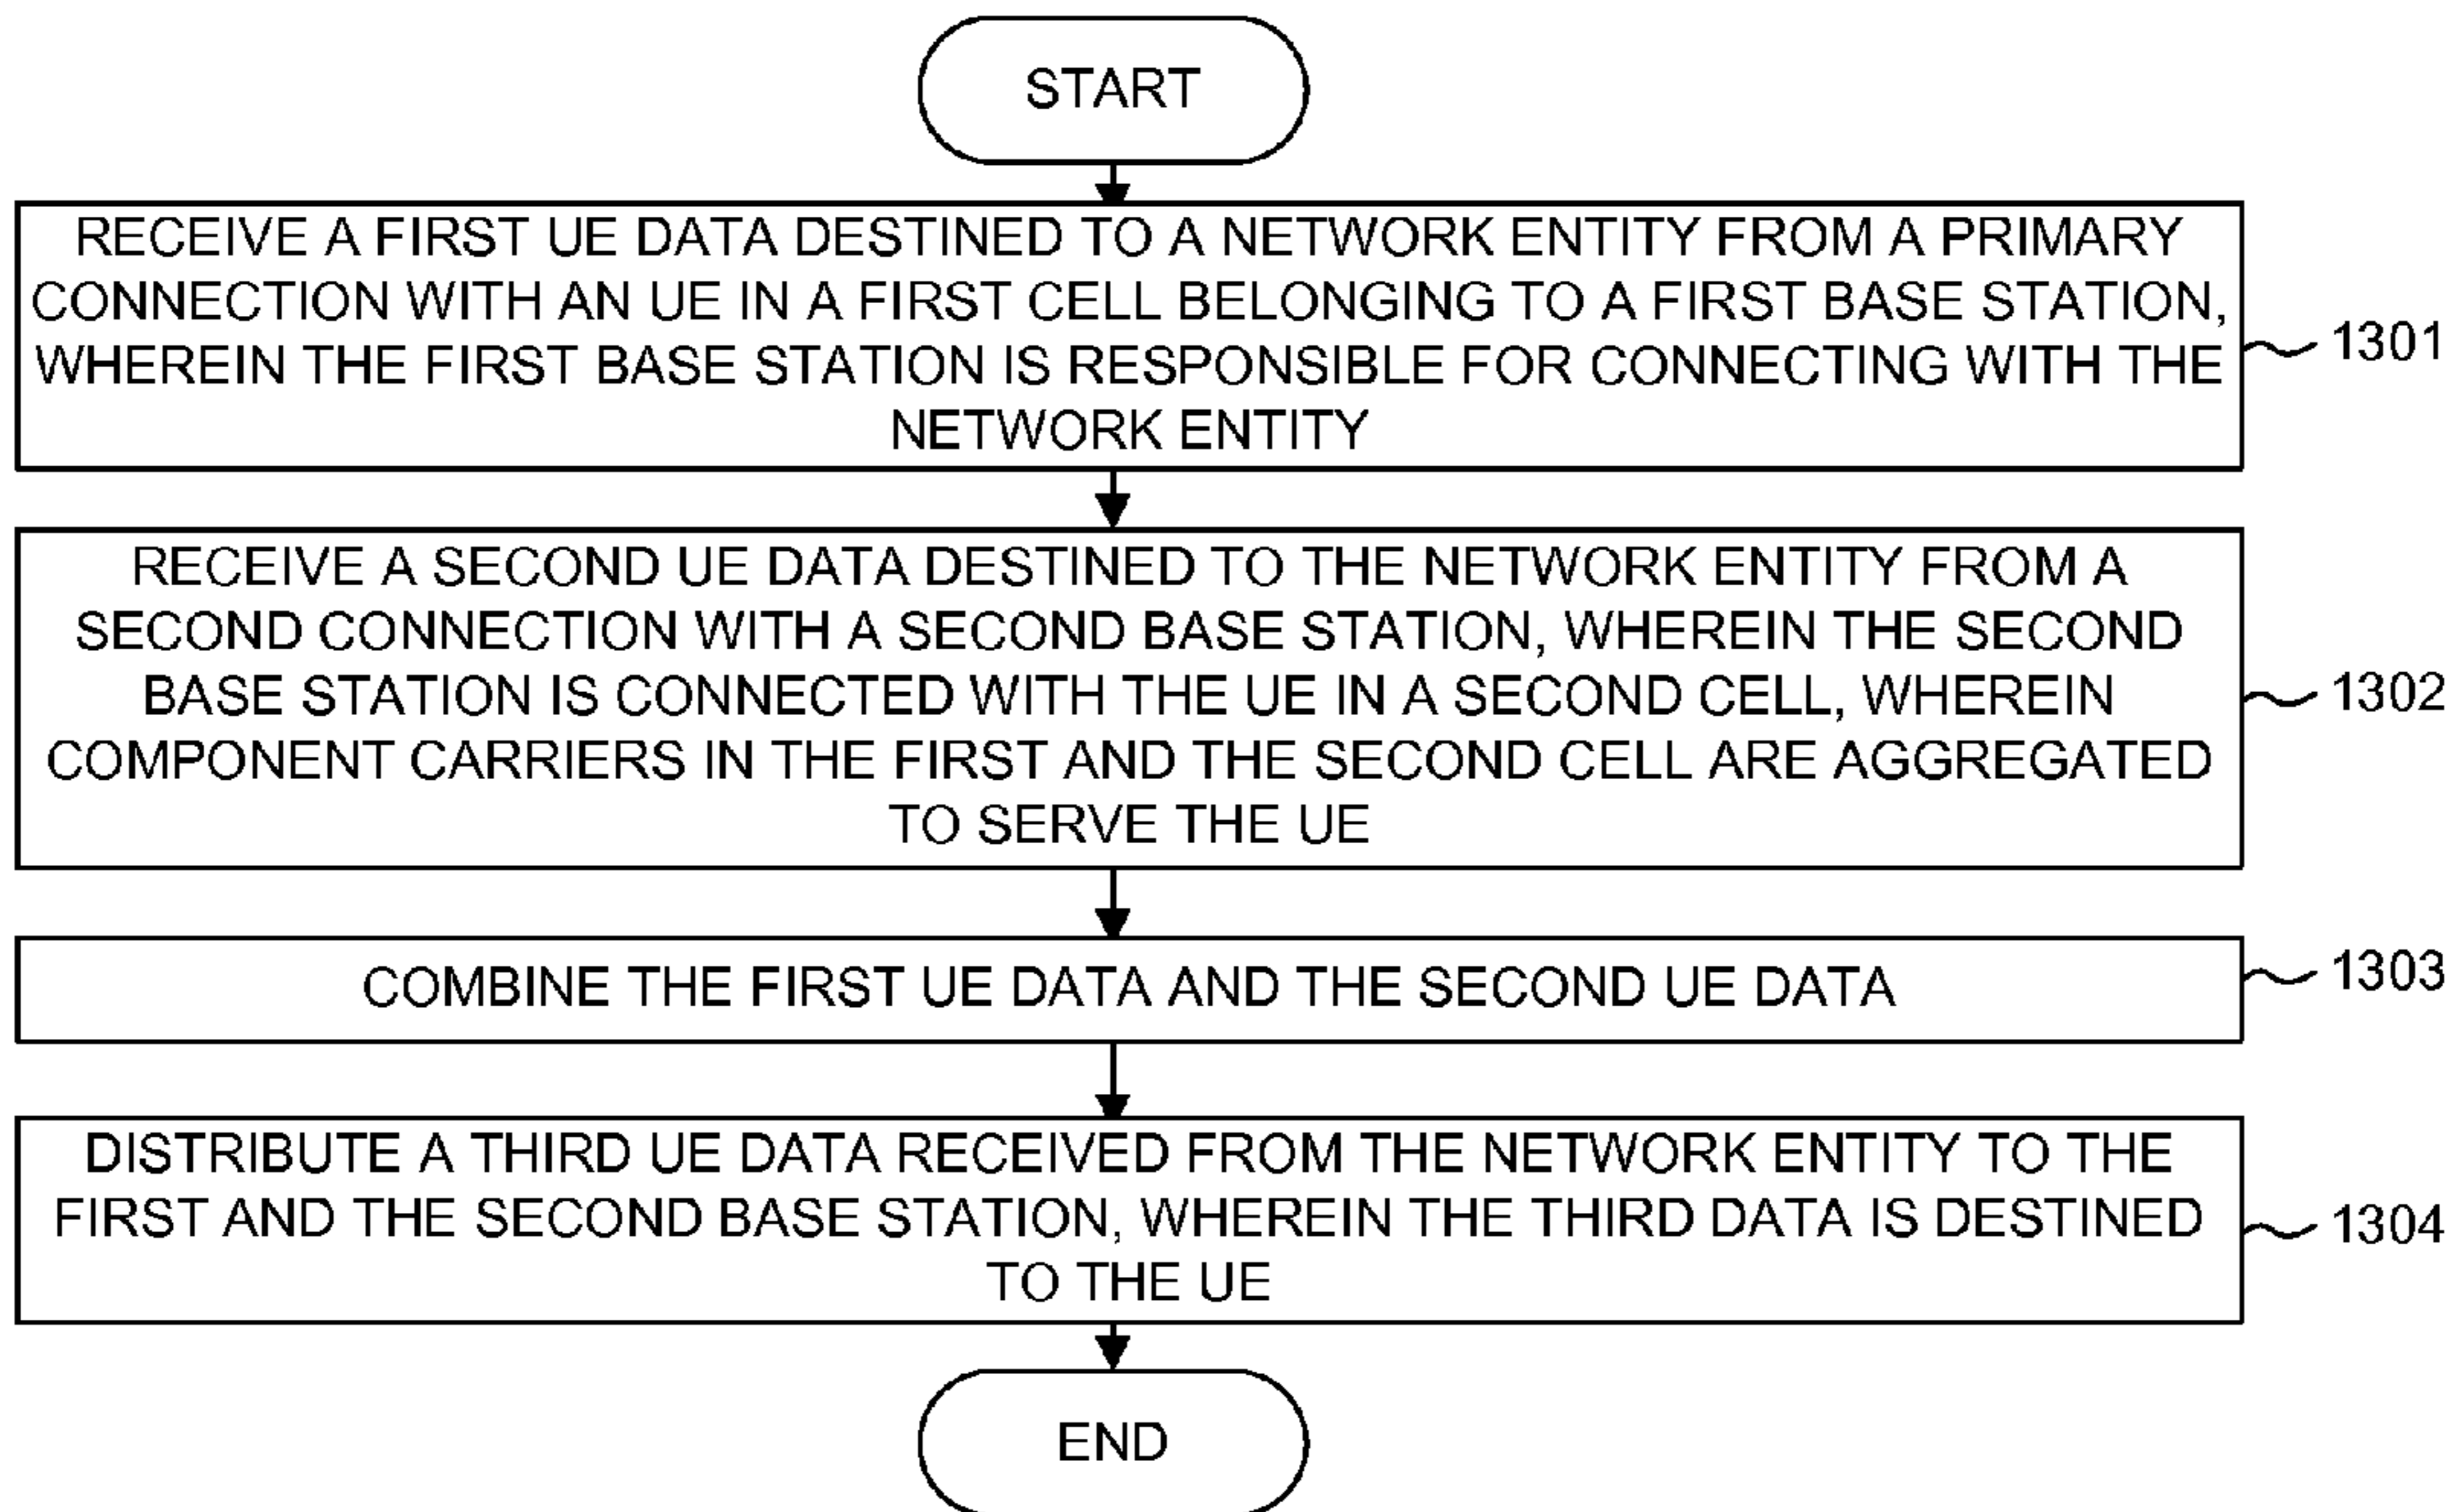 START
RECEIVE A FIRST UE DATA DESTINED TO A NETWORK ENTITY FROM A PRIMARY
CONNECTION WITH AN UE IN A FIRST CELL BELONGING TO A FIRST BASE STATION,
WHEREIN THE FIRST BASE STATION IS RESPONSIBLE FOR CONNECTING WITH THE
NETWORK ENTITY
1301
RECEIVE A SECOND UE DATA DESTINED TO THE NETWORK ENTITY FROM A
SECOND CONNECTION WITH A SECOND BASE STATION, WHEREIN THE SECOND
BASE STATION IS CONNECTED WITH THE UE IN A SECOND CELL, WHEREIN
COMPONENT CARRIERS IN THE FIRST AND THE SECOND CELL ARE AGGREGATED
TO SERVE THE UE
1302
COMBINE THE FIRST UE DATA AND THE SECOND UE DATA
1303
DISTRIBUTE A THIRD UE DATA RECEIVED FROM THE NETWORK ENTITY TO THE
FIRST AND THE SECOND BASE STATION, WHEREIN THE THIRD DATA IS DESTINED
TO THE UE
1304
END